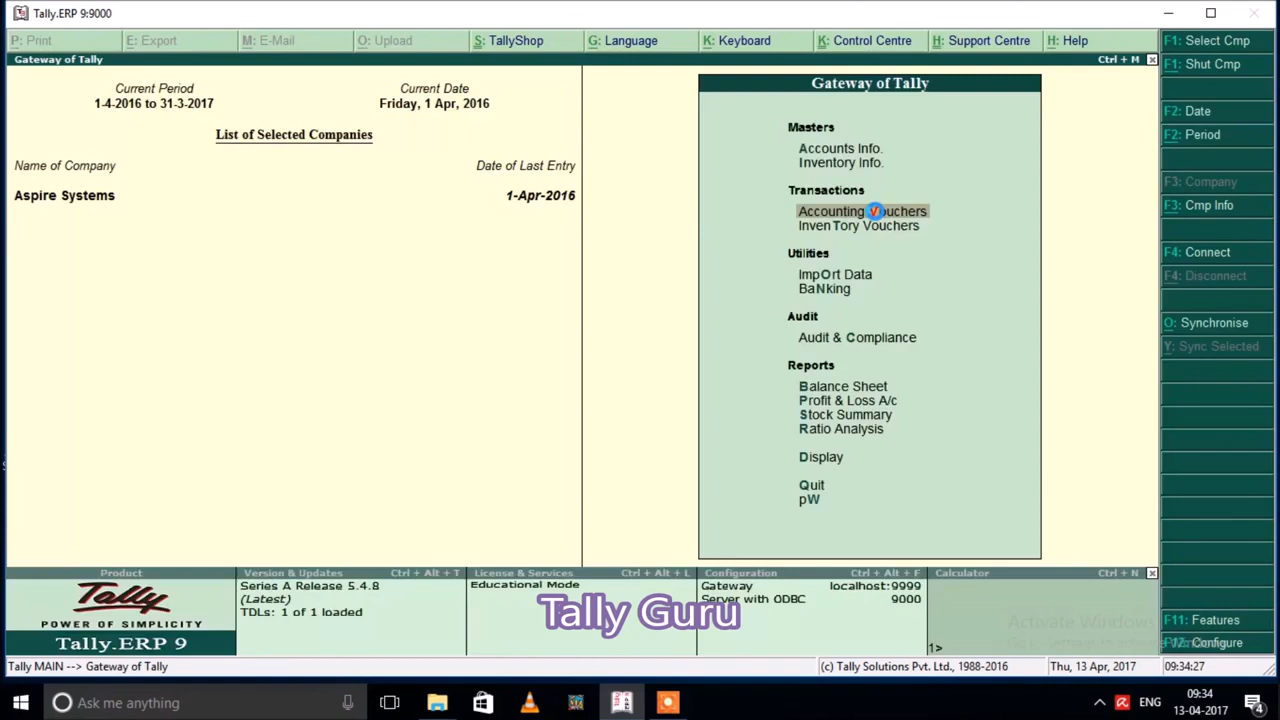 Tally.ERP 9:9000
P: Print
E: Export
M: E-Mail
O: Upload
S: TallyShop
G: Language
K: Keyboard
K: Control Centre
H: Support Centre
H: Help
Gateway of Tally
Ctrl + M
Current Period
1-4-2016 to 31-3-2017
Current Date
Friday, 1 Apr, 2016
List of Selected Companies
Name of Company
Date of Last Entry
Aspire Systems
1-Apr-2016
Gateway of Tally
Masters
Accounts Info.
Inventory Info.
Transactions
Accounting Vouchers
InvenTory Vouchers
Utilities
ImpOrt Data
BaNking
Audit
Audit & Compliance
Reports
Balance Sheet
Profit & Loss A/c
Stock Summary
Ratio Analysis
Display
Quit
pW
F1: Select Cmp
F1: Shut Cmp
F2: Date
F2: Period
F3: Company
F3: Cmp Info
F4: Connect
F4: Disconnect
O: Synchronise
Y: Sync Selected
F11: Features
F12: Configure
Product
Tally
POWER OF SIMPLICITY
Tally.ERP 9
Version & Updates
Ctrl + Alt + T
Series A Release 5.4.8
(Latest)
TDLs: 1 of 1 loaded
License & Services
Ctrl + Alt + L
Educational Mode
Configuration
Ctrl + Alt + F
Gateway
localhost:9999
Server with ODBC
9000
Calculator
Ctrl + N
1>
Activate Windows
Tally Guru
Tally MAIN --> Gateway of Tally
(c) Tally Solutions Pvt. Ltd., 1988-2016
Thu, 13 Apr, 2017
09:34:27
Ask me anything
ENG
09:34
13-04-2017
4